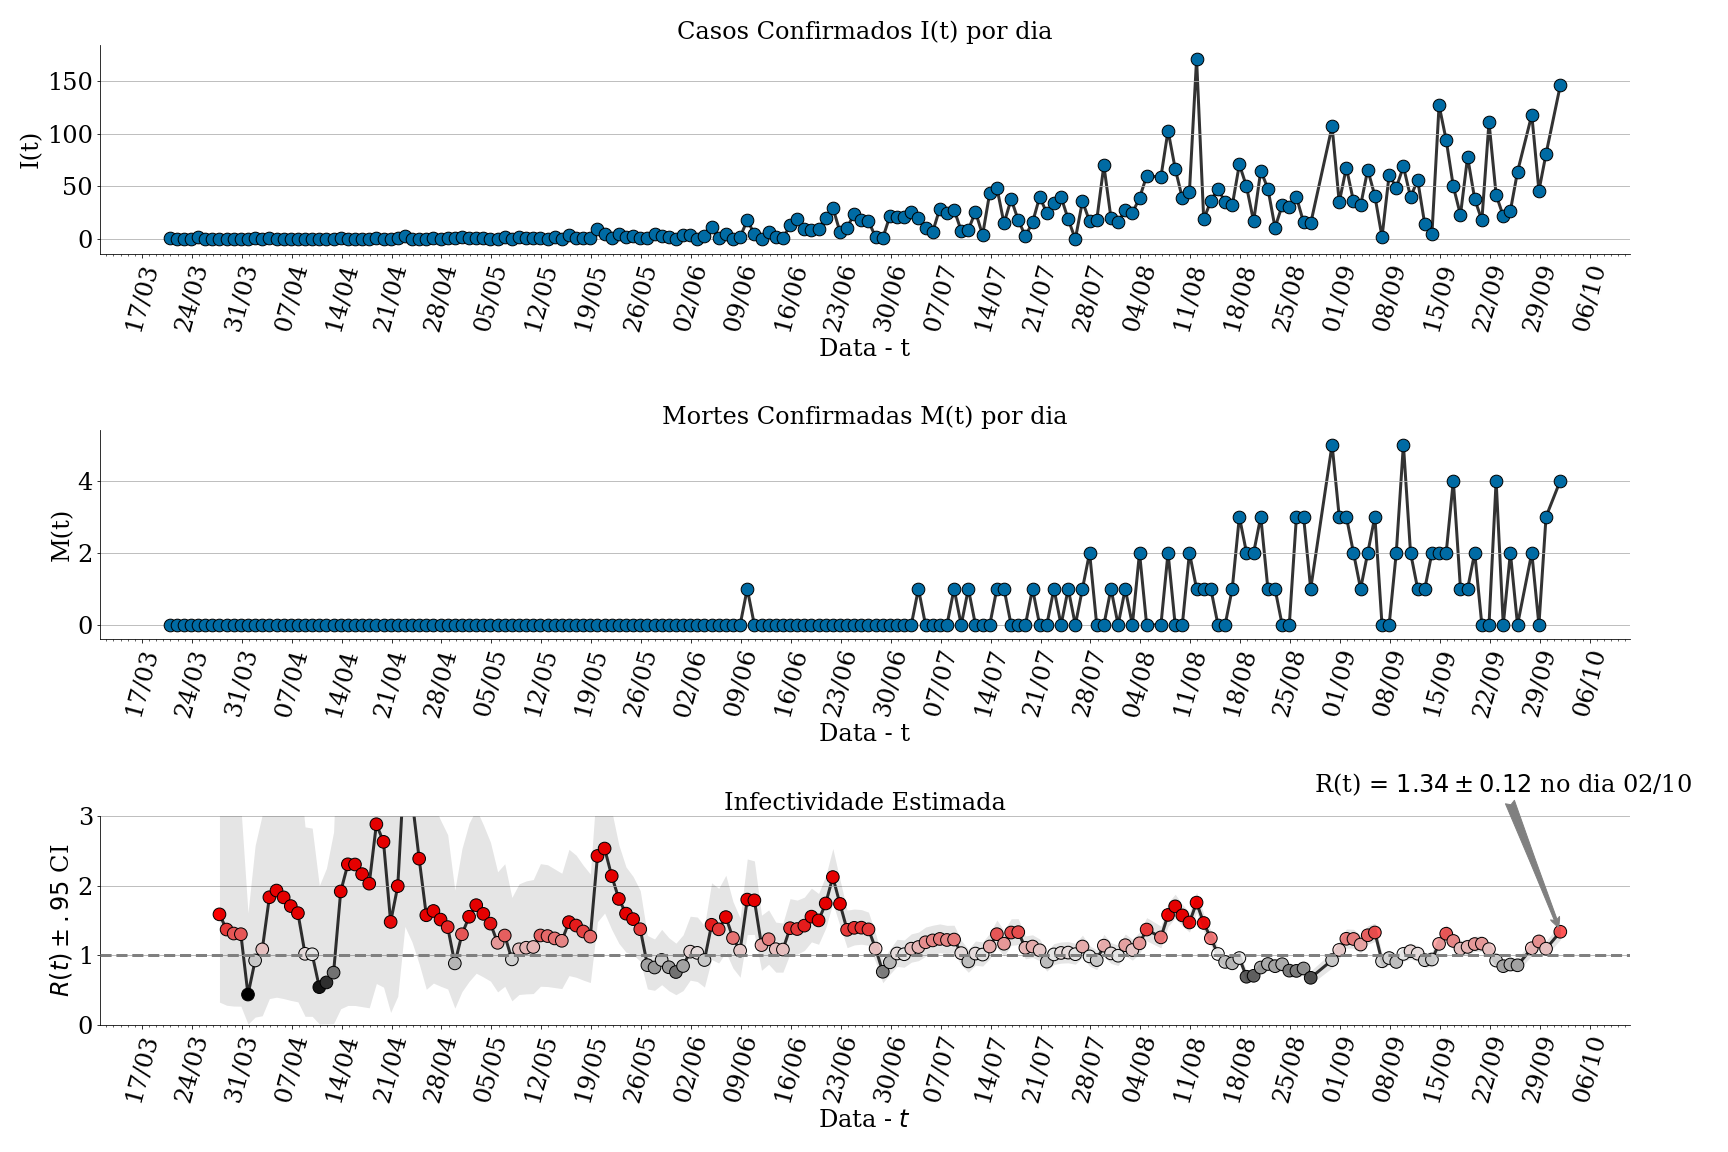 Casos Confirmados I(t) por dia
I(t)
150
100
50
0
17/03 24/03 31/03 07/04 14/04 21/04 28/04 05/05 12/05 19/05 26/05 02/06 09/06 16/06 23/06 30/06 07/07 14/07 21/07 28/07 04/08 11/08 18/08 25/08 01/09 08/09 15/09 22/09 29/09 06/10
Data - t
Mortes Confirmadas M(t) por dia
M(t)
4
2
0
17/03 24/03 31/03 07/04 14/04 21/04 28/04 05/05 12/05 19/05 26/05 02/06 09/06 16/06 23/06 30/06 07/07 14/07 21/07 28/07 04/08 11/08 18/08 25/08 01/09 08/09 15/09 22/09 29/09 06/10
Data - t
R(t) = 1.34 ± 0.12 no dia 02/10
Infectividade Estimada
R(t) ± .95 CI
3
2
1
0
17/03 24/03 31/03 07/04 14/04 21/04 28/04 05/05 12/05 19/05 26/05 02/06 09/06 16/06 23/06 30/06 07/07 14/07 21/07 28/07 04/08 11/08 18/08 25/08 01/09 08/09 15/09 22/09 29/09 06/10
Data - t